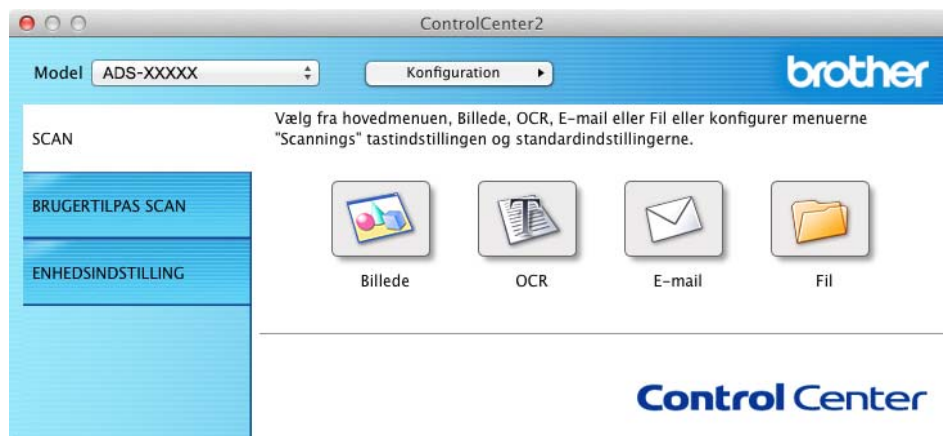 ControlCenter2
Model ADS-XXXXX Konfiguration brother
SCAN
BRUGERTILPAS SCAN
ENHEDSINDSTILLING
Vælg fra hovedmenuen, Billede, OCR, E-mail eller Fil eller konfigurer menuerne
"Scannings" tastindstillingen og standardindstillingerne.
Billede OCR E-mail Fil
Control Center